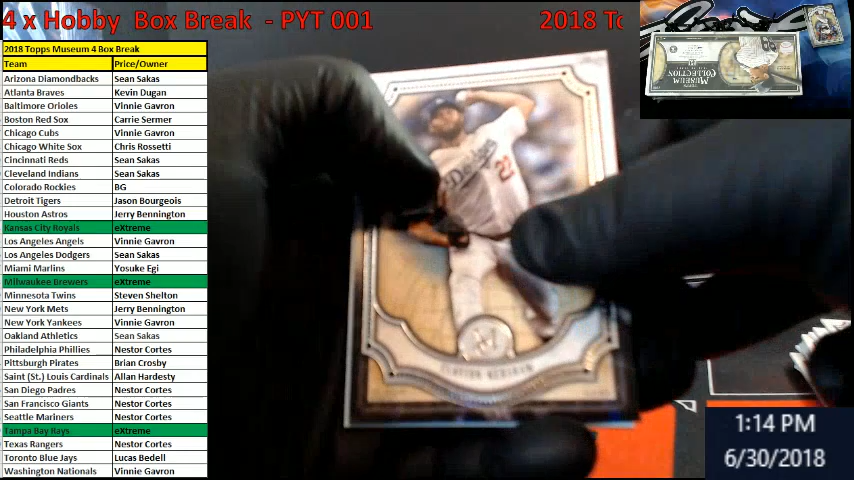 4 x Hobby Box Break - PYT 001
2018 To
2018 Topps Museum 4 Box Break
Team Price/Owner
Arizona Diamondbacks Sean Sakas
Atlanta Braves Kevin Dugan
Baltimore Orioles Vinnie Gavron
Boston Red Sox Carrie Sermer
Chicago Cubs Vinnie Gavron
Chicago White Sox Chris Rossetti
Cincinnati Reds Sean Sakas
Cleveland Indians Sean Sakas
Colorado Rockies BG
Detroit Tigers Jason Bourgeois
Houston Astros Jerry Bennington
Kansas City Royals eXtreme
Los Angeles Angels Vinnie Gavron
Los Angeles Dodgers Sean Sakas
Miami Marlins Yosuke Egi
Milwaukee Brewers eXtreme
Minnesota Twins Steven Shelton
New York Mets Jerry Bennington
New York Yankees Vinnie Gavron
Oakland Athletics Sean Sakas
Philadelphia Phillies Nestor Cortes
Pittsburgh Pirates Brian Crosby
Saint (St.) Louis Cardinals Allan Hardesty
San Diego Padres Nestor Cortes
San Francisco Giants Nestor Cortes
Seattle Mariners Nestor Cortes
Tampa Bay Rays eXtreme
Texas Rangers Nestor Cortes
Toronto Blue Jays Lucas Bedell
Washington Nationals Vinnie Gavron
Dodgers
22
CLAYTON KERSHAW
MUSEUM
COLLECTION
1:14 PM
6/30/2018